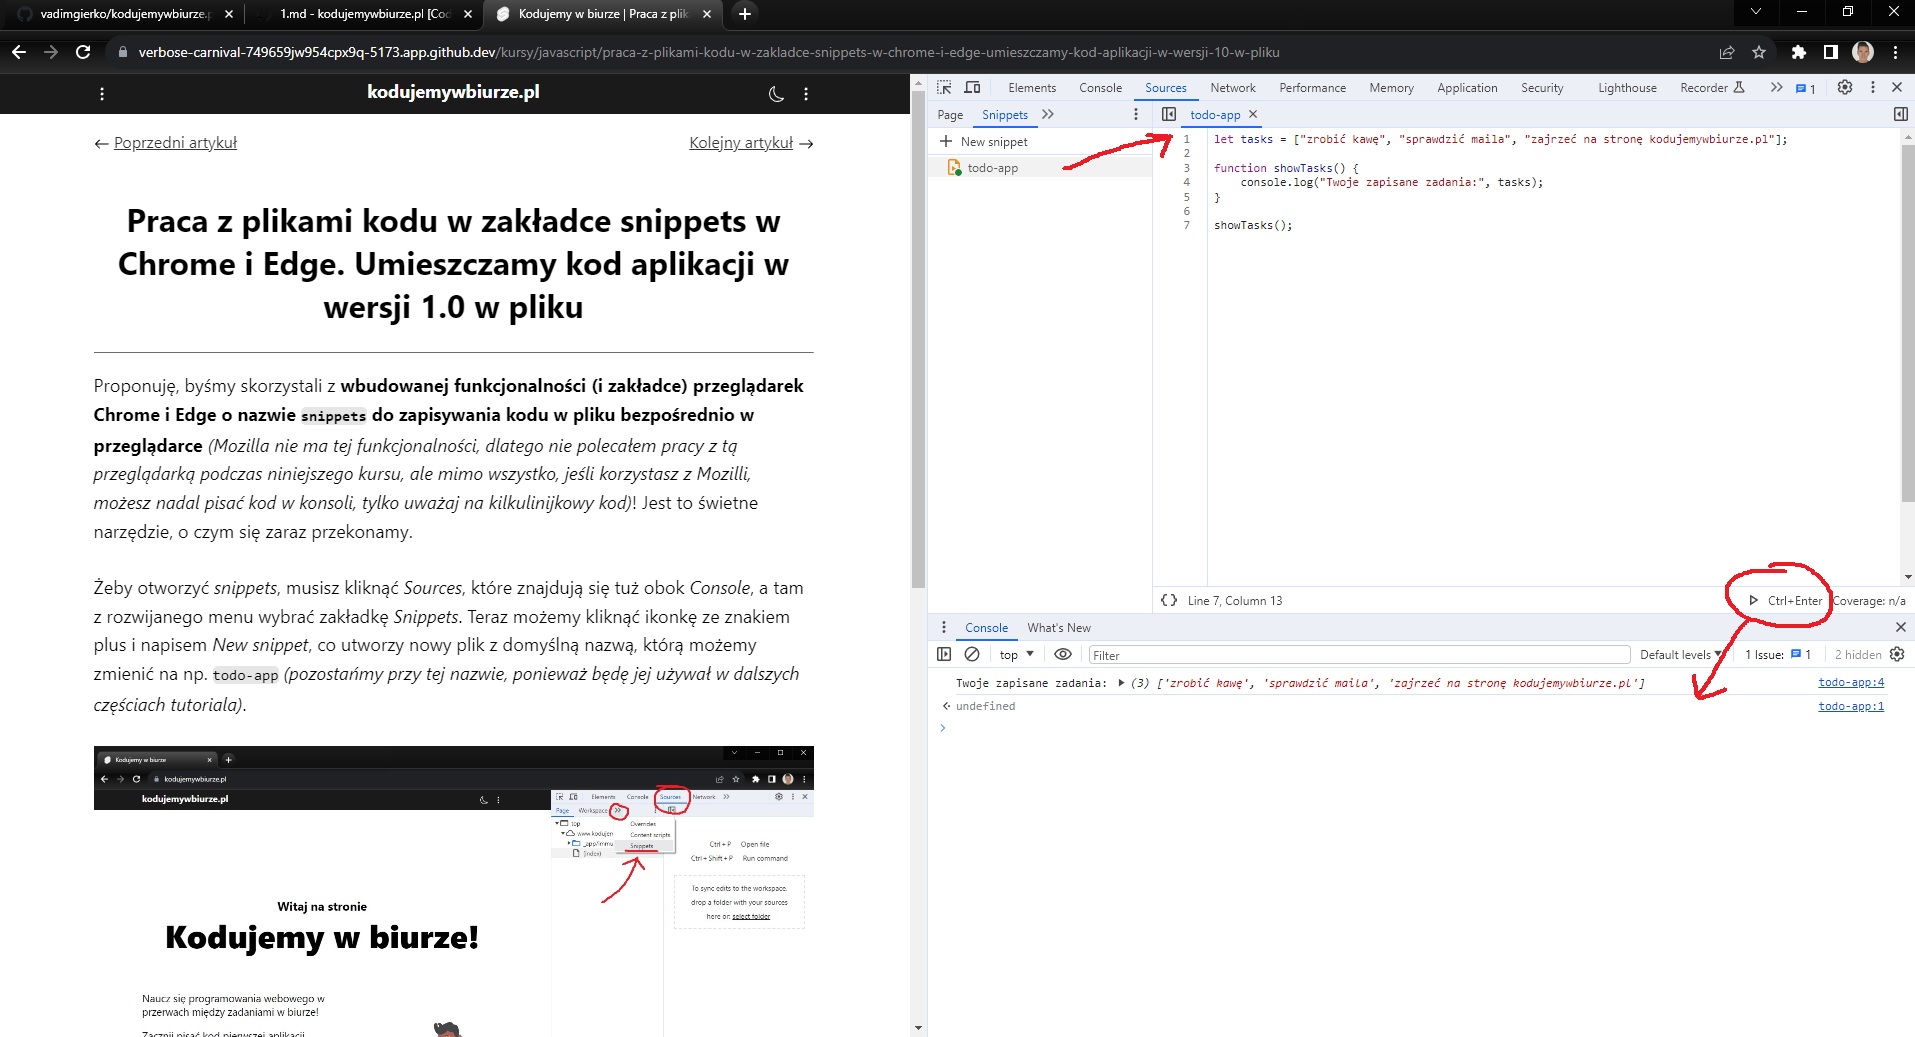 vadimgierko/kodujemywbiurze.p
1.md - kodujemywbiurze.pl [Cod
Kodujemy w biurze | Praca z plik
verbose-carnival-749659jw954cpx9q-5173.app.github.dev/kursy/javascript/praca-z-plikami-kodu-w-zakladce-snippets-w-chrome-i-edge-umieszczamy-kod-aplikacji-w-wersji-10-w-pliku
kodujemywbiurze.pl
← Poprzedni artykuł
Kolejny artykuł →
Praca z plikami kodu w zakładce snippets w
Chrome i Edge. Umieszczamy kod aplikacji w
wersji 1.0 w pliku
Proponuję, byśmy skorzystali z wbudowanej funkcjonalności (i zakładce) przeglądarek
Chrome i Edge o nazwie snippets do zapisywania kodu w pliku bezpośrednio w
przeglądarce (Mozilla nie ma tej funkcjonalności, dlatego nie polecałem pracy z tą
przeglądarką podczas niniejszego kursu, ale mimo wszystko, jeśli korzystasz z Mozilli,
możesz nadal pisać kod w konsoli, tylko uważaj na kilkulinijkowy kod)! Jest to świetne
narzędzie, o czym się zaraz przekonamy.
Żeby otworzyć snippets, musisz kliknąć Sources, które znajdują się tuż obok Console, a tam
z rozwijanego menu wybrać zakładkę Snippets. Teraz możemy kliknąć ikonkę ze znakiem
plus i napisem New snippet, co utworzy nowy plik z domyślną nazwą, którą możemy
zmienić na np. todo-app (pozostańmy przy tej nazwie, ponieważ będę jej używał w dalszych
częściach tutoriala).
Kodujemy w biurze
kodujemywbiurze.pl
kodujemywbiurze.pl
Elements Console Sources Network
Page Workspace
top
www.kodujen
_app/immu
(index)
Overrides
Content scripts
Snippets
Ctrl + P Open file
Ctrl + Shift + P Run command
To sync edits to the workspace,
drop a folder with your sources
here or: select folder
Witaj na stronie
Kodujemy w biurze!
Naucz się programowania webowego w
przerwach między zadaniami w biurze!
Zacznij pisać kod pierwszej aplikacji
Elements Console Sources Network Performance Memory Application Security Lighthouse Recorder 1
Page Snippets
todo-app
New snippet
todo-app
1 let tasks = ["zrobić kawę", "sprawdzić maila", "zajrzeć na stronę kodujemywbiurze.pl"];
2
3 function showTasks() {
4 console.log("Twoje zapisane zadania:", tasks);
5 }
6
7 showTasks();
{} Line 7, Column 13
Ctrl+Enter Coverage: n/a
Console What's New
top Filter Default levels 1 Issue: 1 2 hidden
Twoje zapisane zadania: (3) ['zrobić kawę', 'sprawdzić maila', 'zajrzeć na stronę kodujemywbiurze.pl'] todo-app:4
undefined todo-app:1